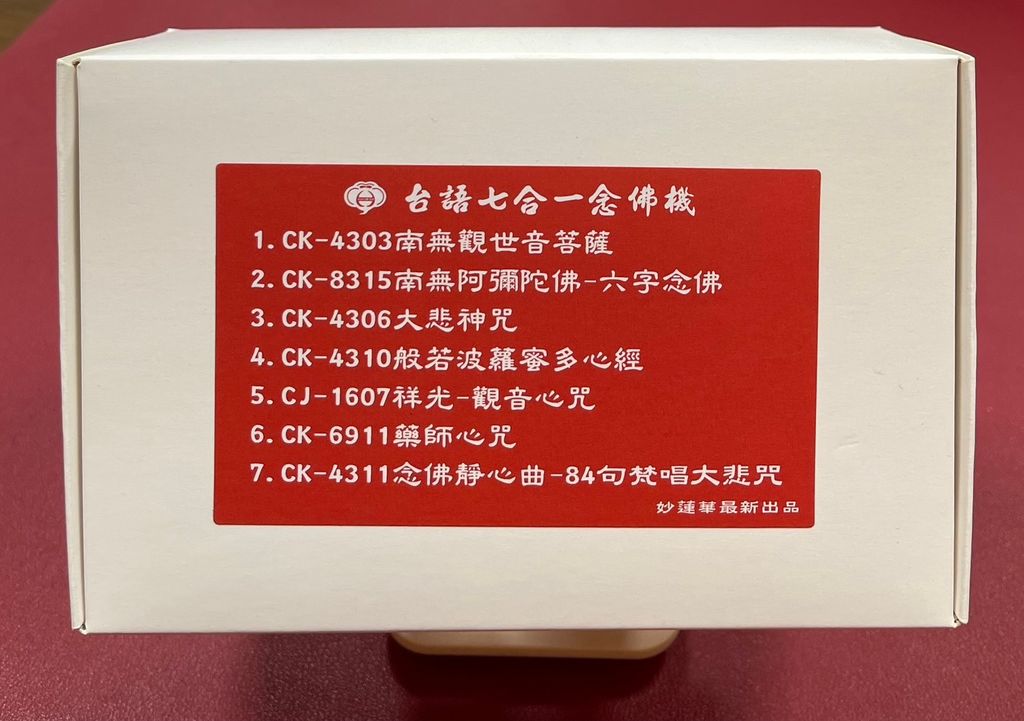 台語七合一念佛機
1. CK-4303南無觀世音菩薩
2. CK-8315南無阿彌陀佛-六字念佛
3. CK-4306大悲神咒
4. CK-4310般若波蘿蜜多心經
5. CJ-1607祥光-觀音心咒
6. CK-6911藥師心咒
7. CK-4311念佛靜心曲-84句梵唱大悲咒
妙蓮華最新出品